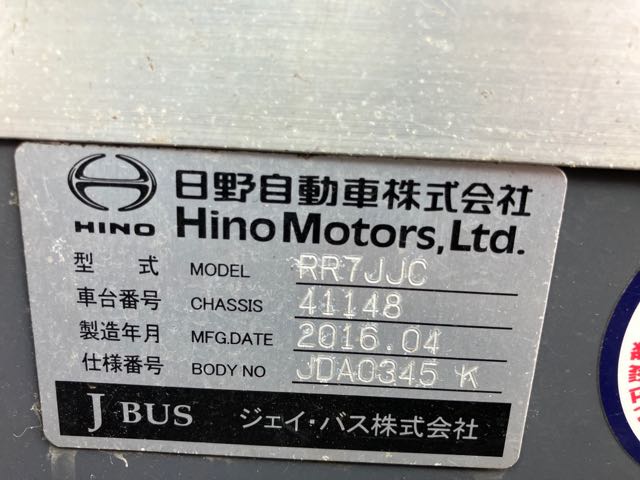 HINO
日野自動車株式会社
Hino Motors, Ltd.
型 式 MODEL RR7JJC
車台番号 CHASSIS 41148
製造年月 MFG.DATE 2016.04
仕様番号 BODY NO JDA0345 K
J BUS ジェイ・バス株式会社